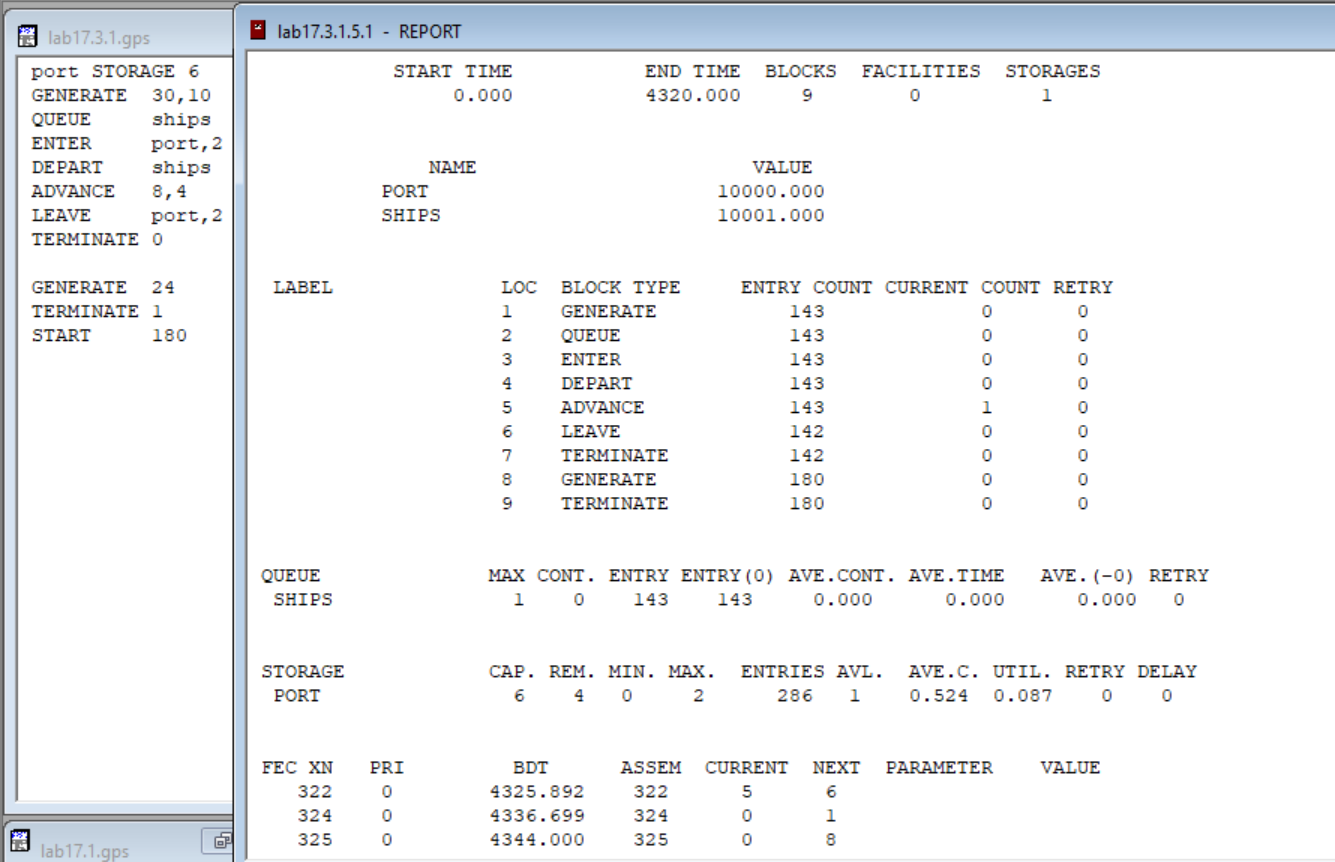 lab17.3.1.gps
port STORAGE 6
GENERATE 30,10
QUEUE ships
ENTER port,2
DEPART ships
ADVANCE 8,4
LEAVE port,2
TERMINATE 0
GENERATE 24
TERMINATE 1
START 180
lab17.1.gps
lab17.3.1.5.1 - REPORT
START TIME END TIME BLOCKS FACILITIES STORAGES
0.000 4320.000 9 0 1
NAME VALUE
PORT 10000.000
SHIPS 10001.000
LABEL LOC BLOCK TYPE ENTRY COUNT CURRENT COUNT RETRY
1 GENERATE 143 0 0
2 QUEUE 143 0 0
3 ENTER 143 0 0
4 DEPART 143 0 0
5 ADVANCE 143 1 0
6 LEAVE 142 0 0
7 TERMINATE 142 0 0
8 GENERATE 180 0 0
9 TERMINATE 180 0 0
QUEUE MAX CONT. ENTRY ENTRY(0) AVE.CONT. AVE.TIME AVE.(-0) RETRY
SHIPS 1 0 143 143 0.000 0.000 0.000 0
STORAGE CAP. REM. MIN. MAX. ENTRIES AVL. AVE.C. UTIL. RETRY DELAY
PORT 6 4 0 2 286 1 0.524 0.087 0 0
FEC XN PRI BDT ASSEM CURRENT NEXT PARAMETER VALUE
322 0 4325.892 322 5 6
324 0 4336.699 324 0 1
325 0 4344.000 325 0 8